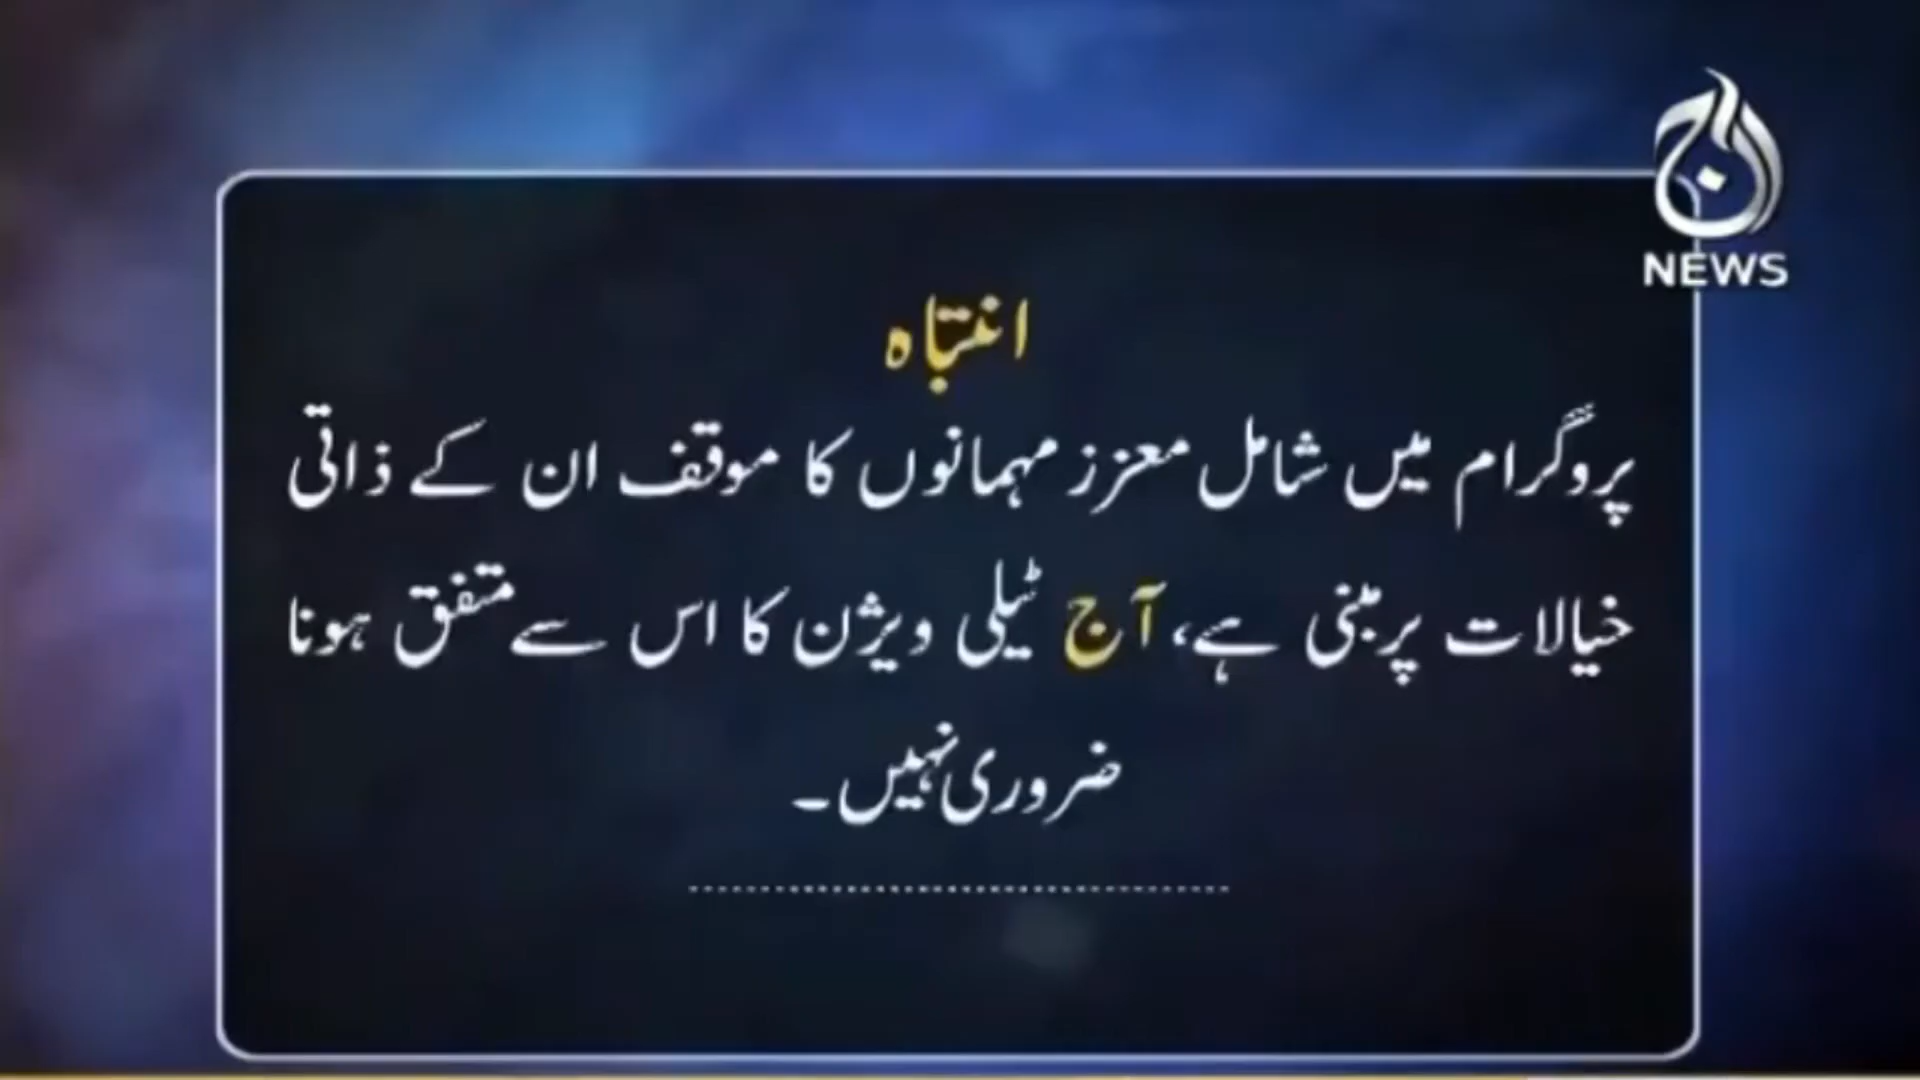 آج
NEWS
انتباہ
پروگرام میں شامل معزز مہمانوں کا موقف ان کے ذاتی
خیالات پر مبنی ہے، آج ٹیلی ویژن کا اس سے متفق ہونا
ضروری نہیں۔